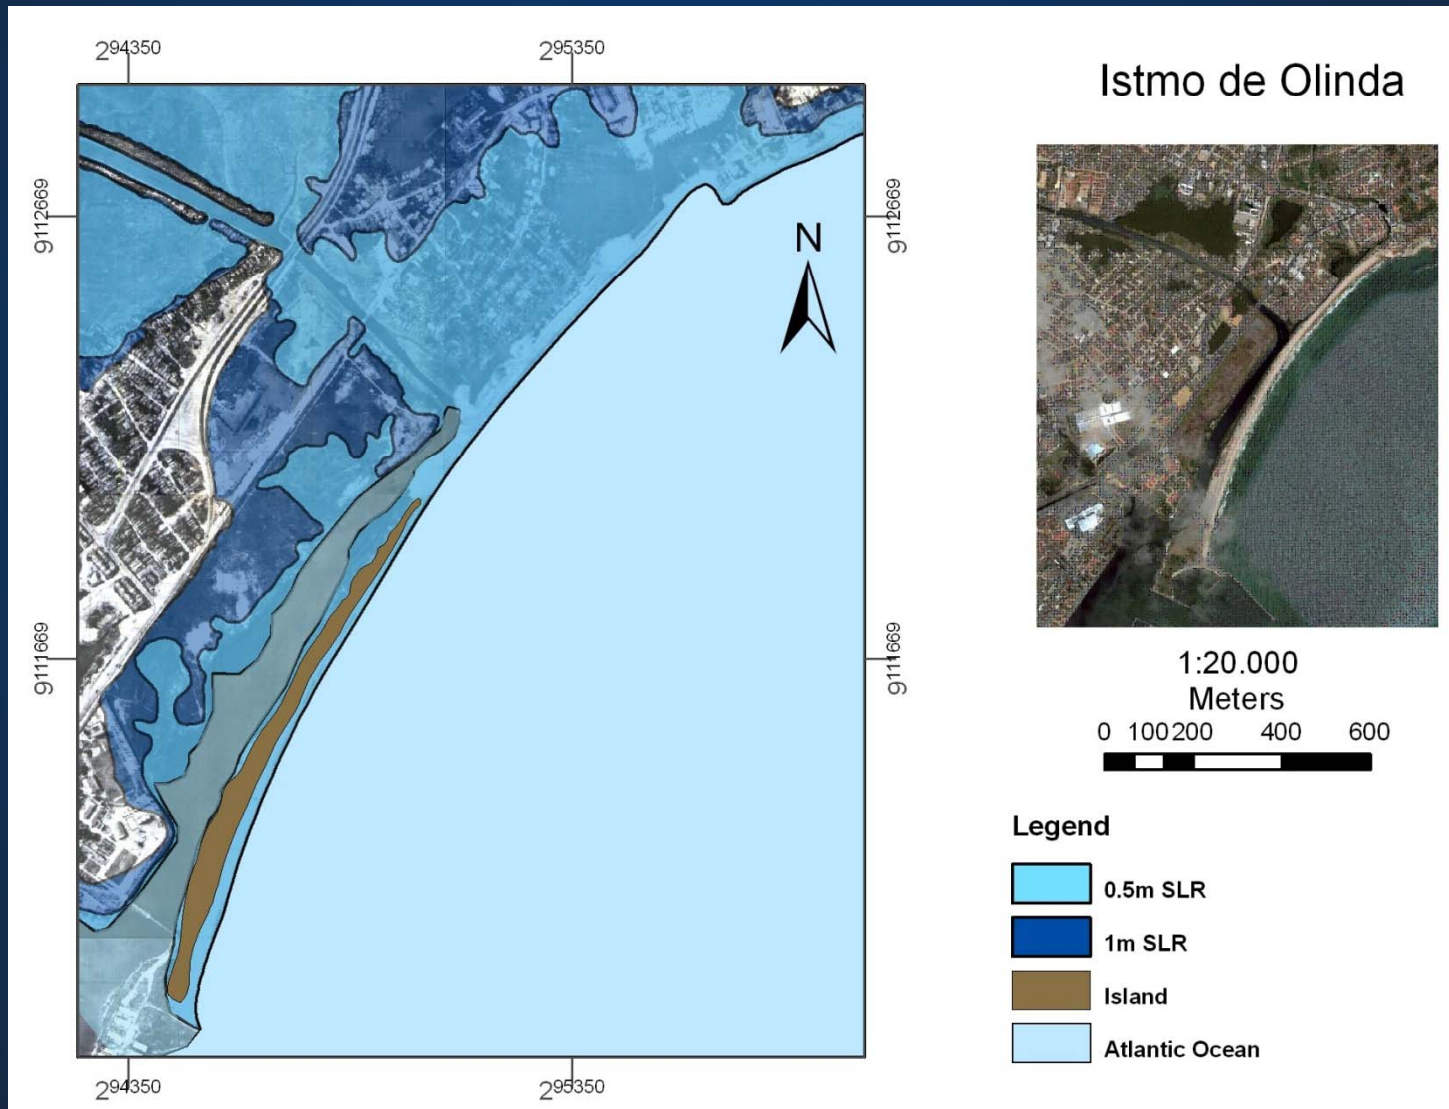 294350
295350
Istmo de Olinda
9112669
9112669
N
9111669
9111669
1:20.000
Meters
0 100 200 400 600
Legend
0.5m SLR
1m SLR
Island
Atlantic Ocean
294350
295350